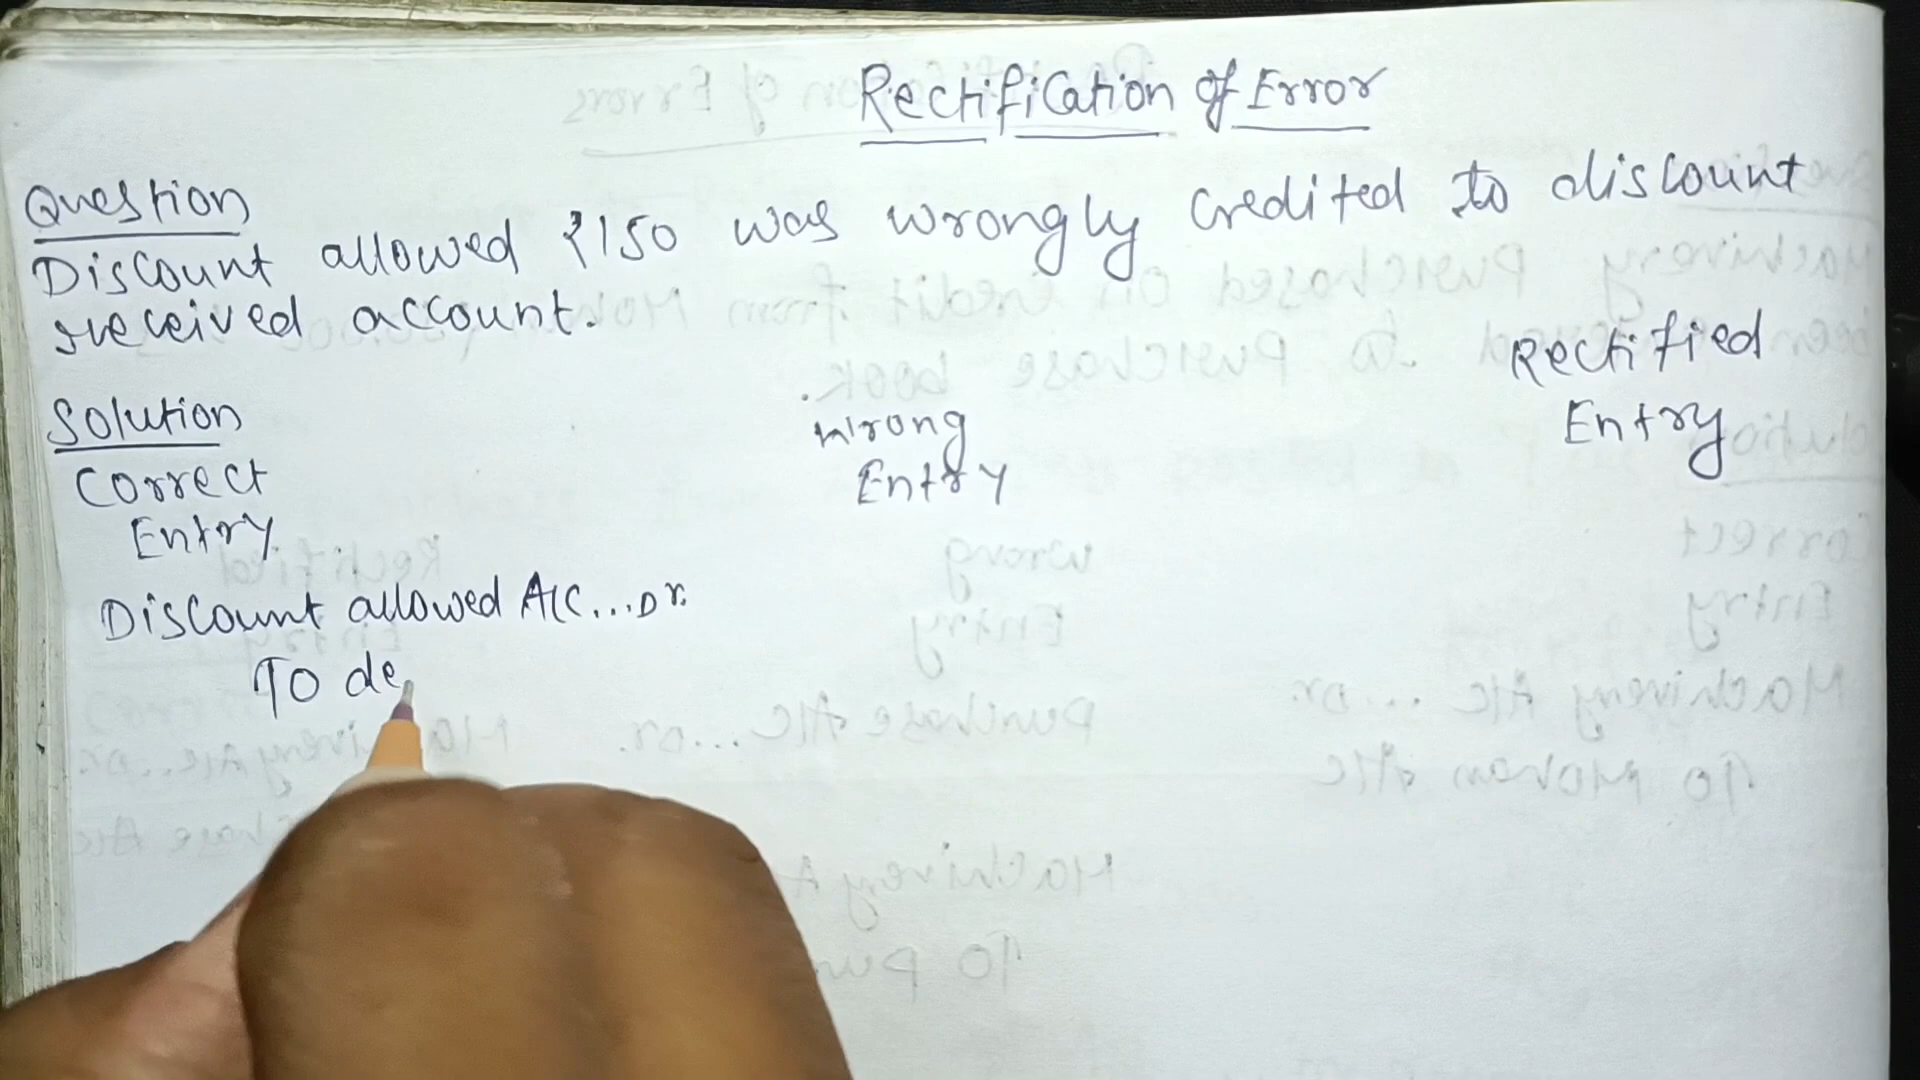 Rectification of Error
Question
Discount allowed ₹150 was wrongly credited to discount
received account.
Solution
Correct
Entry
Wrong
Entry
Rectified
Entry
Discount allowed A/C...Dr.
To de